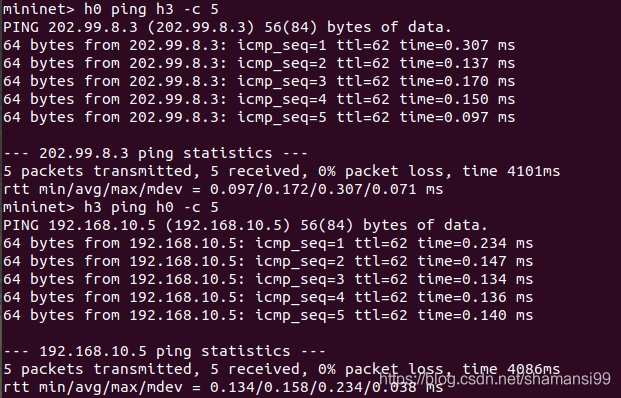 mininet> h0 ping h3 -c 5
PING 202.99.8.3 (202.99.8.3) 56(84) bytes of data.
64 bytes from 202.99.8.3: icmp_seq=1 ttl=62 time=0.307 ms
64 bytes from 202.99.8.3: icmp_seq=2 ttl=62 time=0.137 ms
64 bytes from 202.99.8.3: icmp_seq=3 ttl=62 time=0.170 ms
64 bytes from 202.99.8.3: icmp_seq=4 ttl=62 time=0.150 ms
64 bytes from 202.99.8.3: icmp_seq=5 ttl=62 time=0.097 ms
--- 202.99.8.3 ping statistics ---
5 packets transmitted, 5 received, 0% packet loss, time 4101ms
rtt min/avg/max/mdev = 0.097/0.172/0.307/0.071 ms
mininet> h3 ping h0 -c 5
PING 192.168.10.5 (192.168.10.5) 56(84) bytes of data.
64 bytes from 192.168.10.5: icmp_seq=1 ttl=62 time=0.234 ms
64 bytes from 192.168.10.5: icmp_seq=2 ttl=62 time=0.147 ms
64 bytes from 192.168.10.5: icmp_seq=3 ttl=62 time=0.134 ms
64 bytes from 192.168.10.5: icmp_seq=4 ttl=62 time=0.136 ms
64 bytes from 192.168.10.5: icmp_seq=5 ttl=62 time=0.140 ms
--- 192.168.10.5 ping statistics ---
5 packets transmitted, 5 received, 0% packet loss, time 4086ms
rtt min/avg/max/mdev = 0.134/0.158/0.234/0.038 ms
https://blog.csdn.net/shamansi99